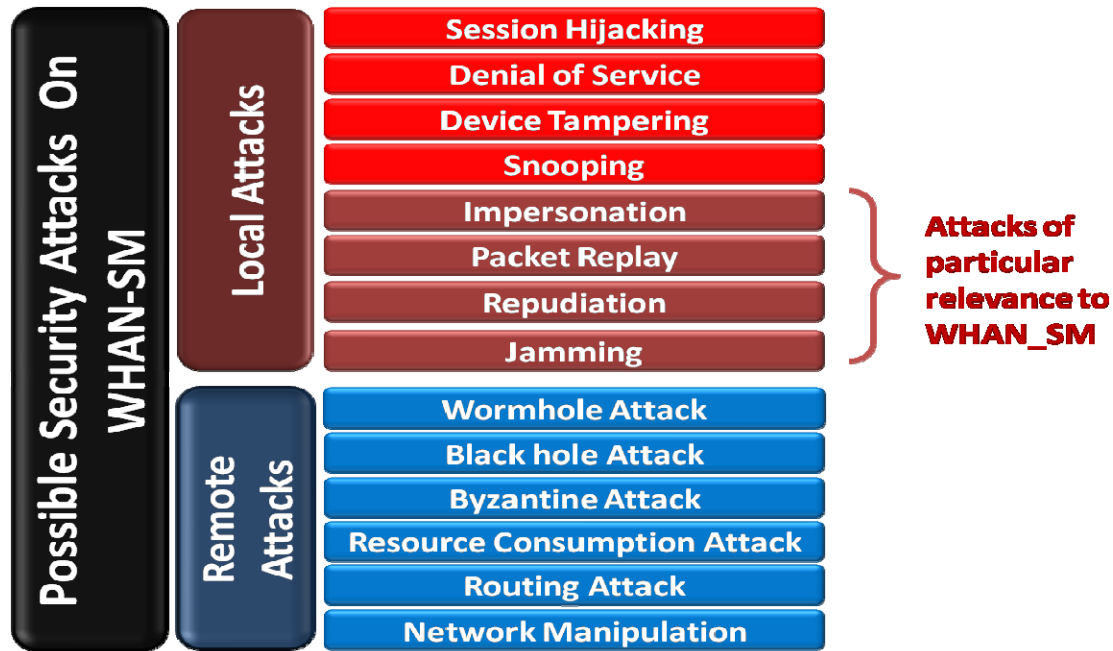 Possible Security Attacks On
WHAN-SM
Local Attacks
Session Hijacking
Denial of Service
Device Tampering
Snooping
Impersonation
Packet Replay
Repudiation
Jamming
Attacks of
particular
relevance to
WHAN_SM
Remote
Attacks
Wormhole Attack
Black hole Attack
Byzantine Attack
Resource Consumption Attack
Routing Attack
Network Manipulation